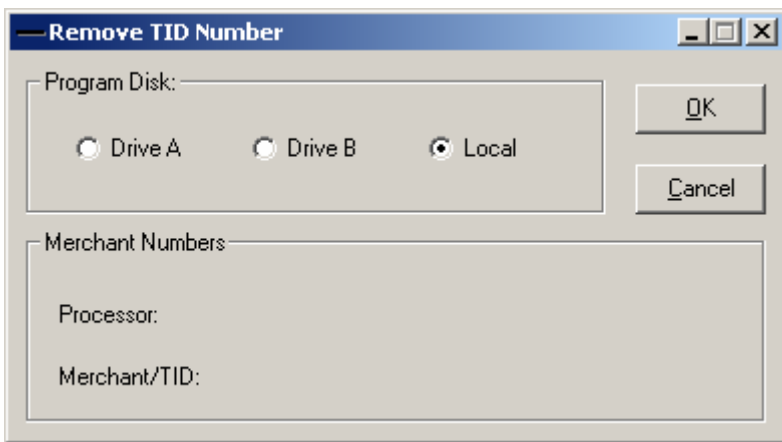 Remove TID Number
Program Disk:
Drive A Drive B Local
OK
Cancel
Merchant Numbers
Processor:
Merchant/TID: